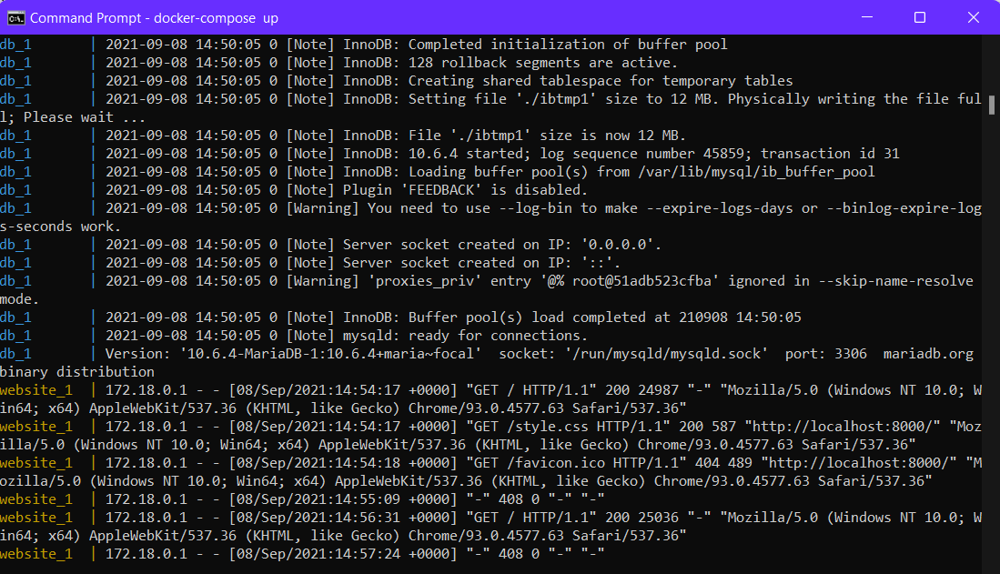 Command Prompt - docker-compose  up
db_1       | 2021-09-08 14:50:05 0 [Note] InnoDB: Completed initialization of buffer pool
db_1       | 2021-09-08 14:50:05 0 [Note] InnoDB: 128 rollback segments are active.
db_1       | 2021-09-08 14:50:05 0 [Note] InnoDB: Creating shared tablespace for temporary tables
db_1       | 2021-09-08 14:50:05 0 [Note] InnoDB: Setting file './ibtmp1' size to 12 MB. Physically writing the file ful
l; Please wait ...
db_1       | 2021-09-08 14:50:05 0 [Note] InnoDB: File './ibtmp1' size is now 12 MB.
db_1       | 2021-09-08 14:50:05 0 [Note] InnoDB: 10.6.4 started; log sequence number 45859; transaction id 31
db_1       | 2021-09-08 14:50:05 0 [Note] InnoDB: Loading buffer pool(s) from /var/lib/mysql/ib_buffer_pool
db_1       | 2021-09-08 14:50:05 0 [Note] Plugin 'FEEDBACK' is disabled.
db_1       | 2021-09-08 14:50:05 0 [Warning] You need to use --log-bin to make --expire-logs-days or --binlog-expire-log
s-seconds work.
db_1       | 2021-09-08 14:50:05 0 [Note] Server socket created on IP: '0.0.0.0'.
db_1       | 2021-09-08 14:50:05 0 [Note] Server socket created on IP: '::'.
db_1       | 2021-09-08 14:50:05 0 [Warning] 'proxies_priv' entry '@% root@51adb523cfba' ignored in --skip-name-resolve
mode.
db_1       | 2021-09-08 14:50:05 0 [Note] InnoDB: Buffer pool(s) load completed at 210908 14:50:05
db_1       | 2021-09-08 14:50:05 0 [Note] mysqld: ready for connections.
db_1       | Version: '10.6.4-MariaDB-1:10.6.4+maria~focal'  socket: '/run/mysqld/mysqld.sock'  port: 3306  mariadb.org
binary distribution
website_1  | 172.18.0.1 - - [08/Sep/2021:14:54:17 +0000] "GET / HTTP/1.1" 200 24987 "-" "Mozilla/5.0 (Windows NT 10.0; W
in64; x64) AppleWebKit/537.36 (KHTML, like Gecko) Chrome/93.0.4577.63 Safari/537.36"
website_1  | 172.18.0.1 - - [08/Sep/2021:14:54:17 +0000] "GET /style.css HTTP/1.1" 200 587 "http://localhost:8000/" "Moz
illa/5.0 (Windows NT 10.0; Win64; x64) AppleWebKit/537.36 (KHTML, like Gecko) Chrome/93.0.4577.63 Safari/537.36"
website_1  | 172.18.0.1 - - [08/Sep/2021:14:54:18 +0000] "GET /favicon.ico HTTP/1.1" 404 489 "http://localhost:8000/" "M
ozilla/5.0 (Windows NT 10.0; Win64; x64) AppleWebKit/537.36 (KHTML, like Gecko) Chrome/93.0.4577.63 Safari/537.36"
website_1  | 172.18.0.1 - - [08/Sep/2021:14:55:09 +0000] "-" 408 0 "-" "-"
website_1  | 172.18.0.1 - - [08/Sep/2021:14:56:31 +0000] "GET / HTTP/1.1" 200 25036 "-" "Mozilla/5.0 (Windows NT 10.0; W
in64; x64) AppleWebKit/537.36 (KHTML, like Gecko) Chrome/93.0.4577.63 Safari/537.36"
website_1  | 172.18.0.1 - - [08/Sep/2021:14:57:24 +0000] "-" 408 0 "-" "-"